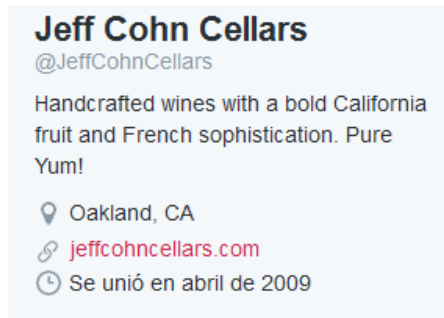 Jeff Cohn Cellars
@JeffCohnCellars
Handcrafted wines with a bold California
fruit and French sophistication. Pure
Yum!
Oakland, CA
jeffcohncellars.com
Se unió en abril de 2009